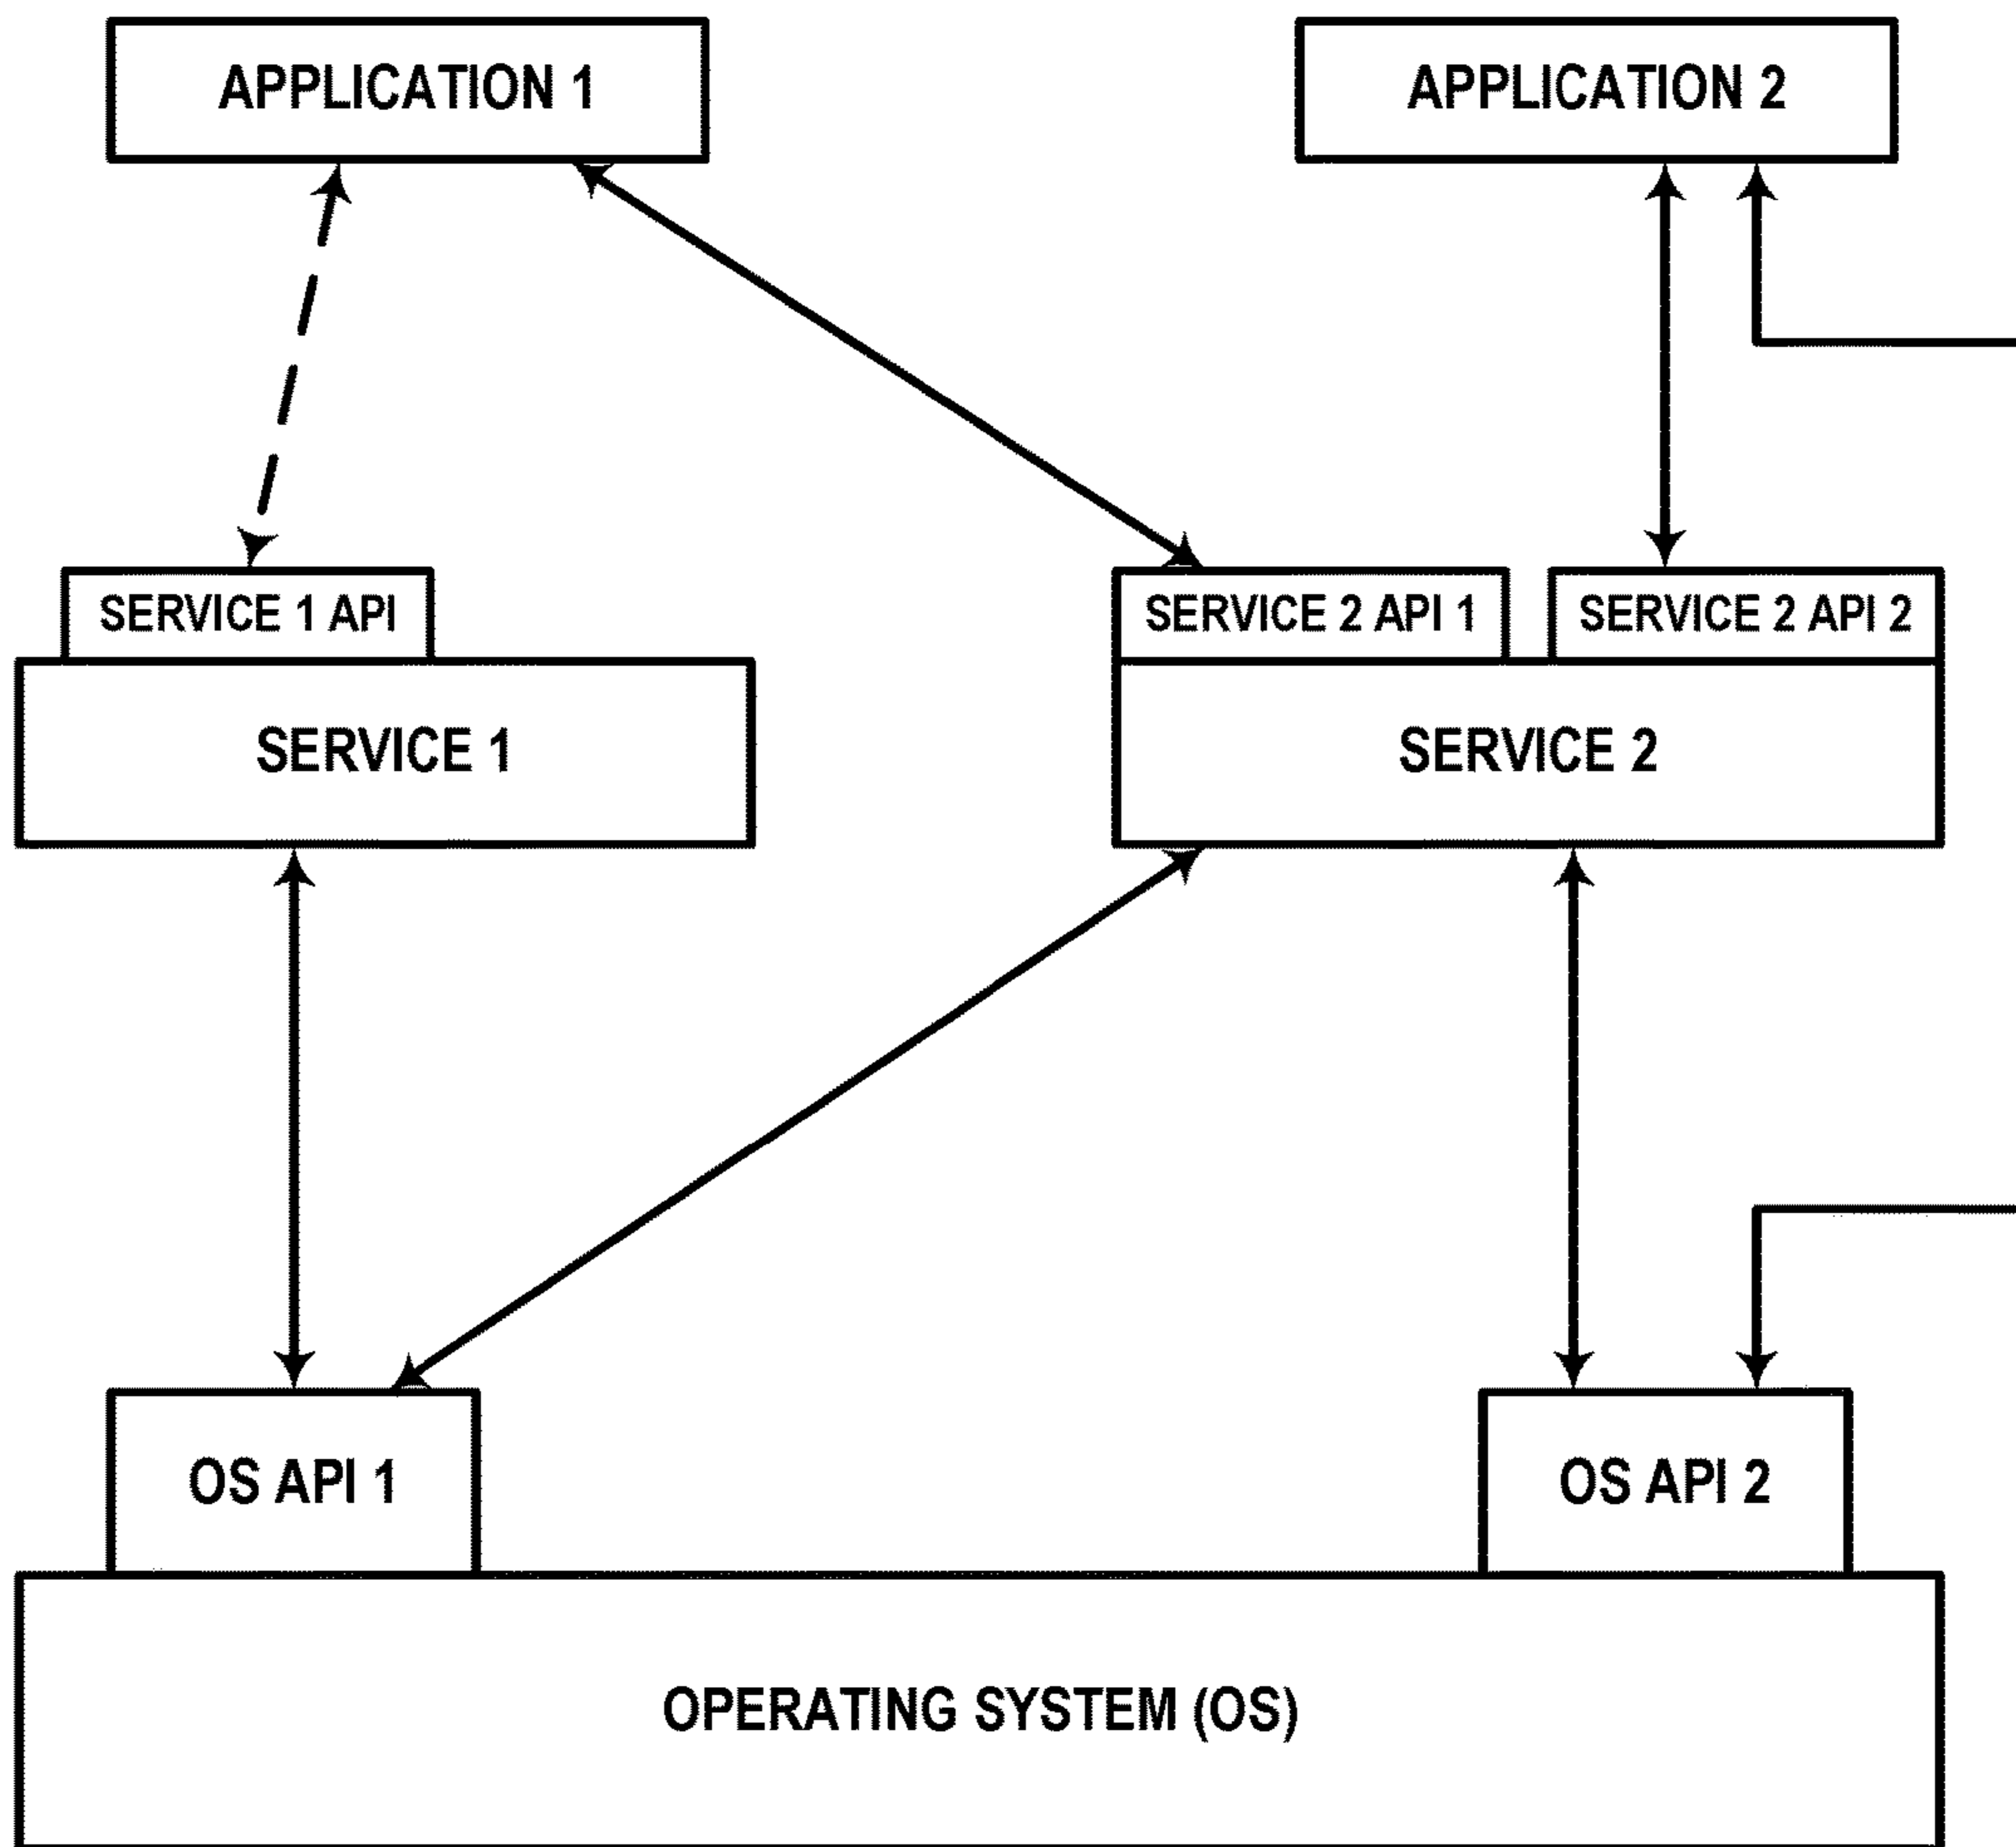 APPLICATION 1
APPLICATION 2
SERVICE 1 API
SERVICE 2 API 1
SERVICE 2 API 2
SERVICE 1
SERVICE 2
OS API 1
OS API 2
OPERATING SYSTEM (OS)